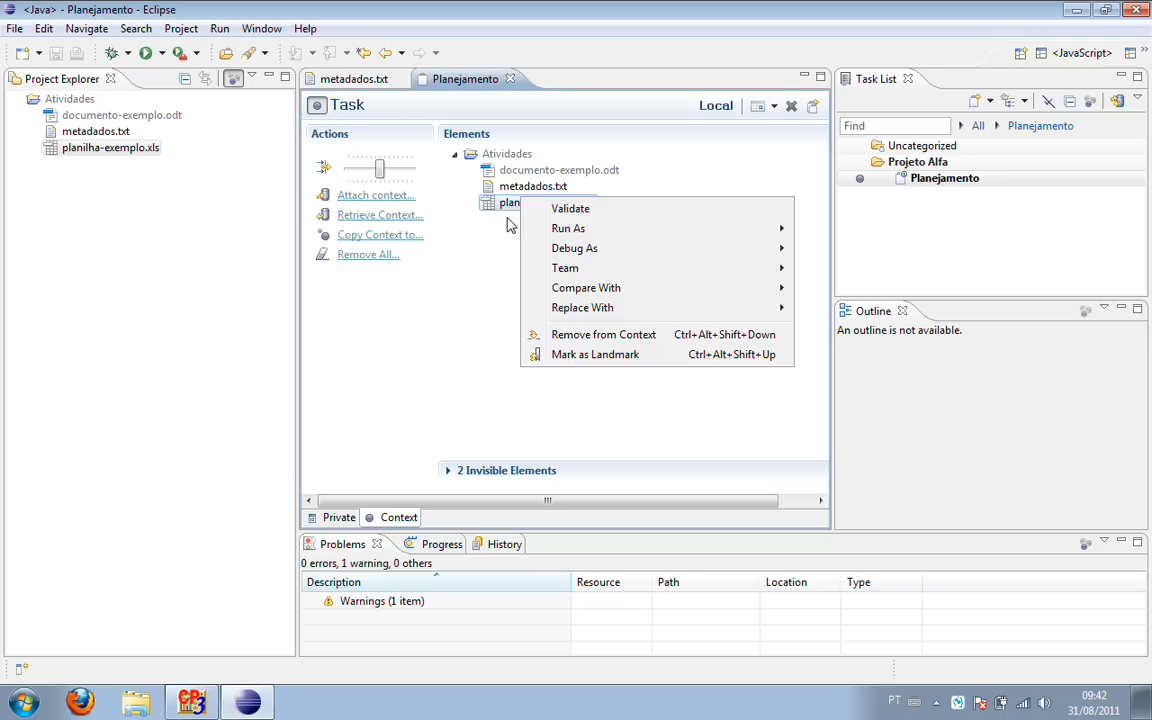 <Java> - Planejamento - Eclipse
File Edit Navigate Search Project Run Window Help
<JavaScript>
Project Explorer
Atividades
documento-exemplo.odt
metadados.txt
planilha-exemplo.xls
metadados.txt
Planejamento
Task
Local
Actions
Attach context...
Retrieve Context...
Copy Context to...
Remove All...
Elements
Atividades
documento-exemplo.odt
metadados.txt
plan
Validate
Run As
Debug As
Team
Compare With
Replace With
Remove from Context Ctrl+Alt+Shift+Down
Mark as Landmark Ctrl+Alt+Shift+Up
2 Invisible Elements
Private Context
Task List
Find All Planejamento
Uncategorized
Projeto Alfa
Planejamento
Outline
An outline is not available.
Problems Progress History
0 errors, 1 warning, 0 others
Description Resource Path Location Type
Warnings (1 item)
PT
09:42
31/08/2011